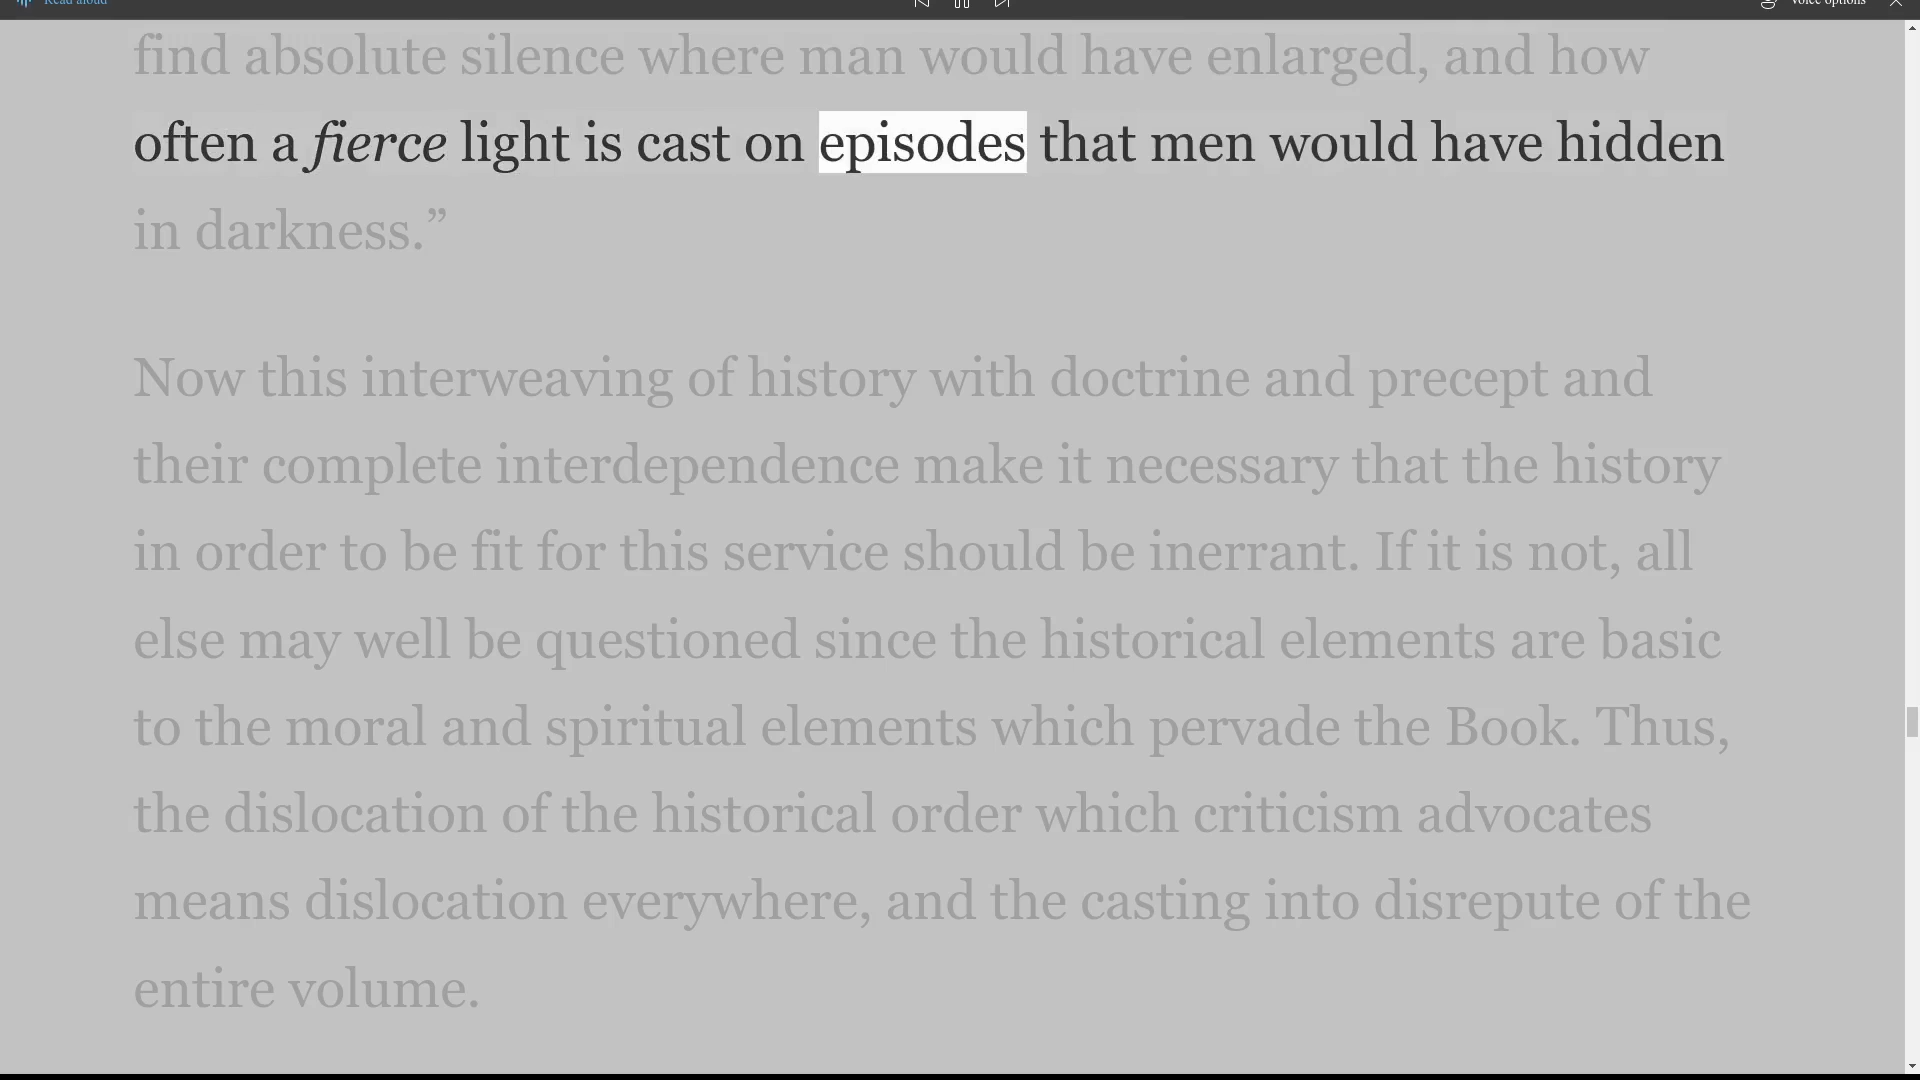 Read aloud
Voice options
find absolute silence where man would have enlarged, and how
often a fierce light is cast on episodes that men would have hidden
in darkness.”
Now this interweaving of history with doctrine and precept and
their complete interdependence make it necessary that the history
in order to be fit for this service should be inerrant. If it is not, all
else may well be questioned since the historical elements are basic
to the moral and spiritual elements which pervade the Book. Thus,
the dislocation of the historical order which criticism advocates
means dislocation everywhere, and the casting into disrepute of the
entire volume.